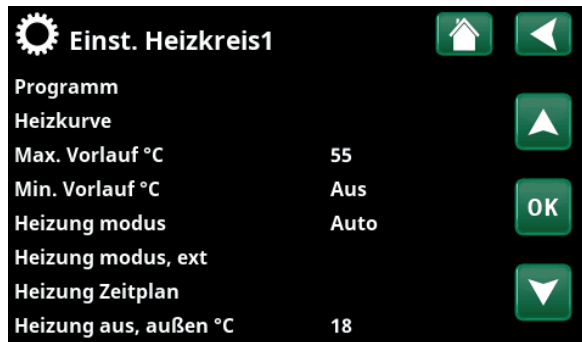 Einst. Heizkreis1
Programm
Heizkurve
Max. Vorlauf °C 55
Min. Vorlauf °C Aus
Heizung modus Auto
OK
Heizung modus, ext
Heizung Zeitplan
Heizung aus, außen °C 18